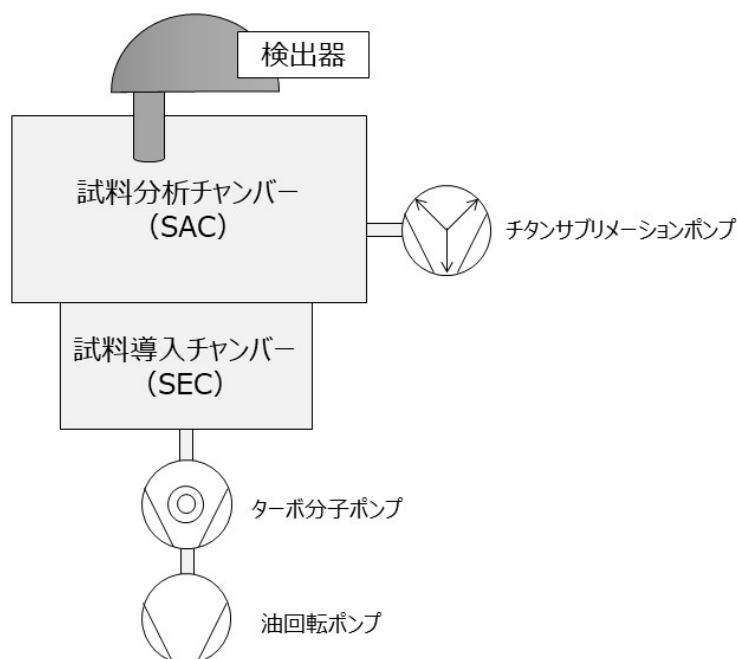 検出器
試料分析チャンバー
（SAC）
チタンサブリメーションポンプ
試料導入チャンバー
（SEC）
ターボ分子ポンプ
油回転ポンプ